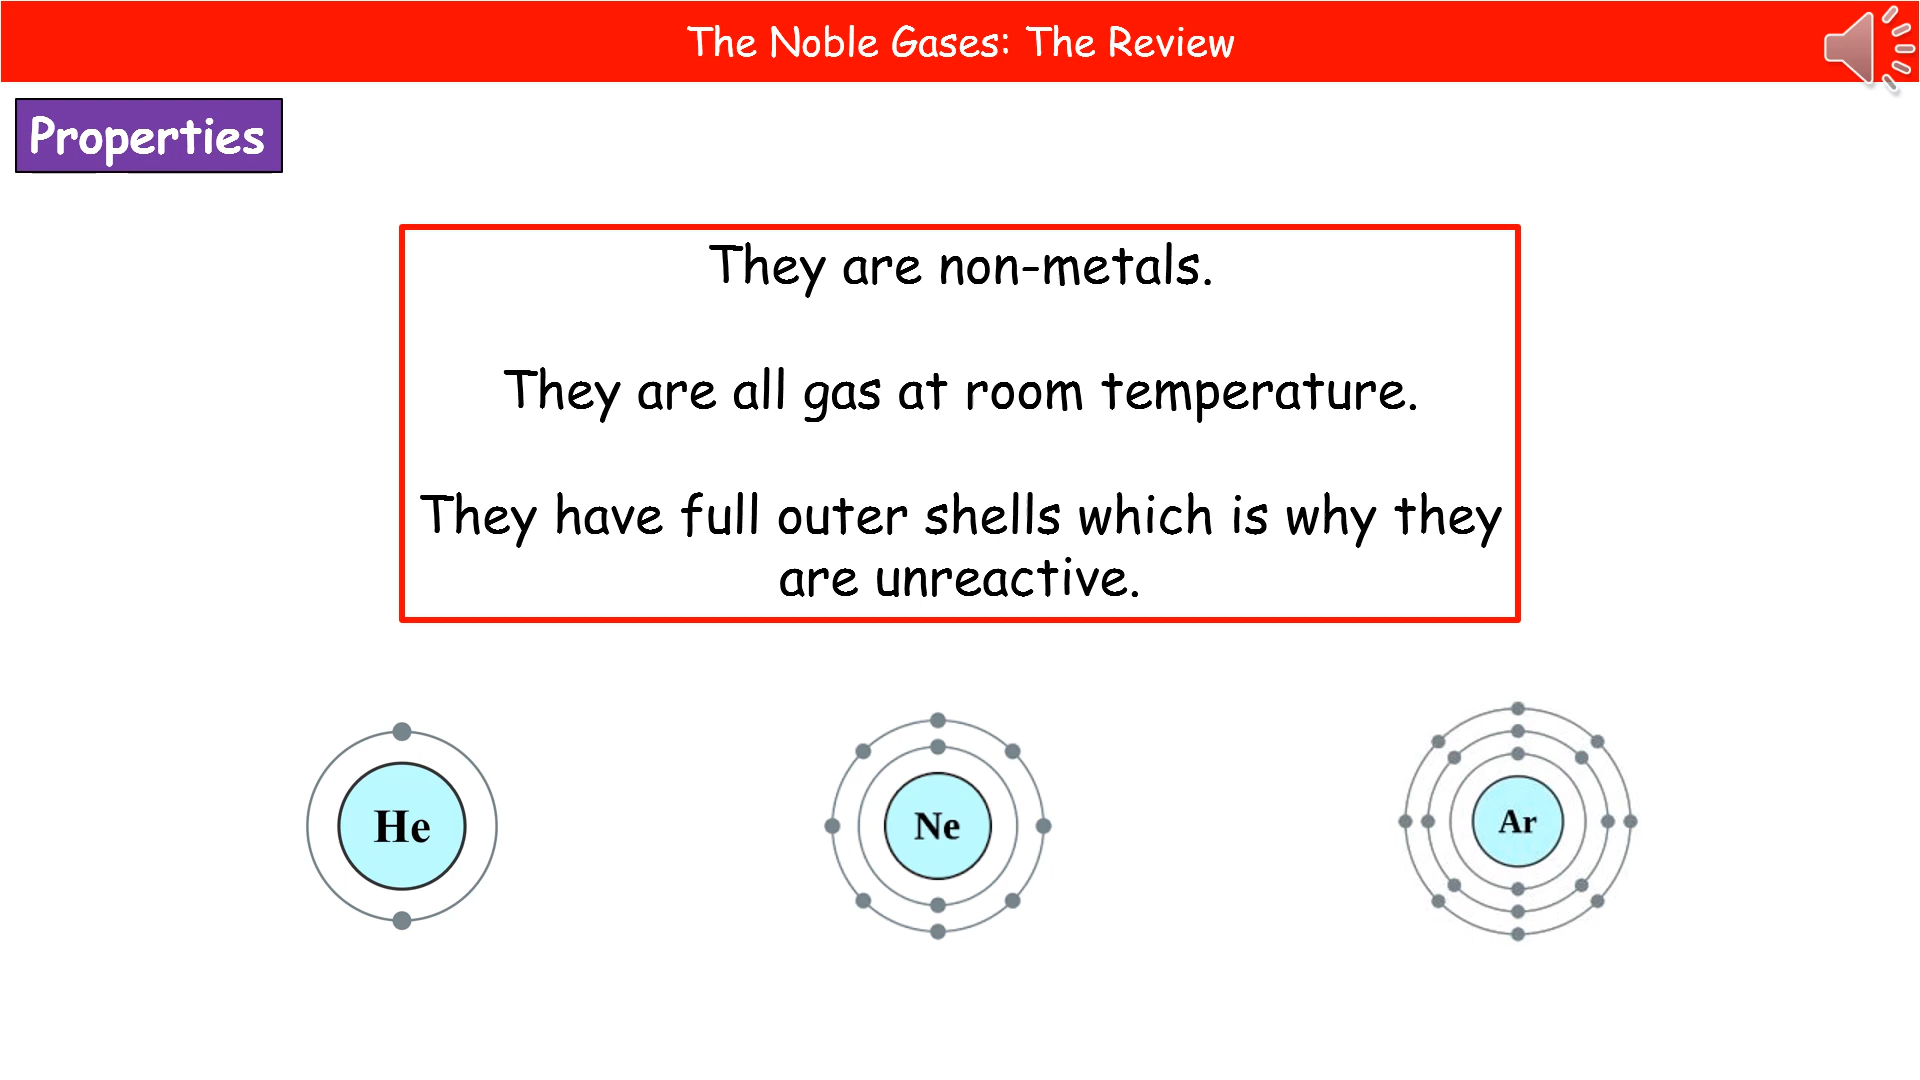 The Noble Gases: The Review
Properties
They are non-metals.
They are all gas at room temperature.
They have full outer shells which is why they
are unreactive.
He
Ne
Ar